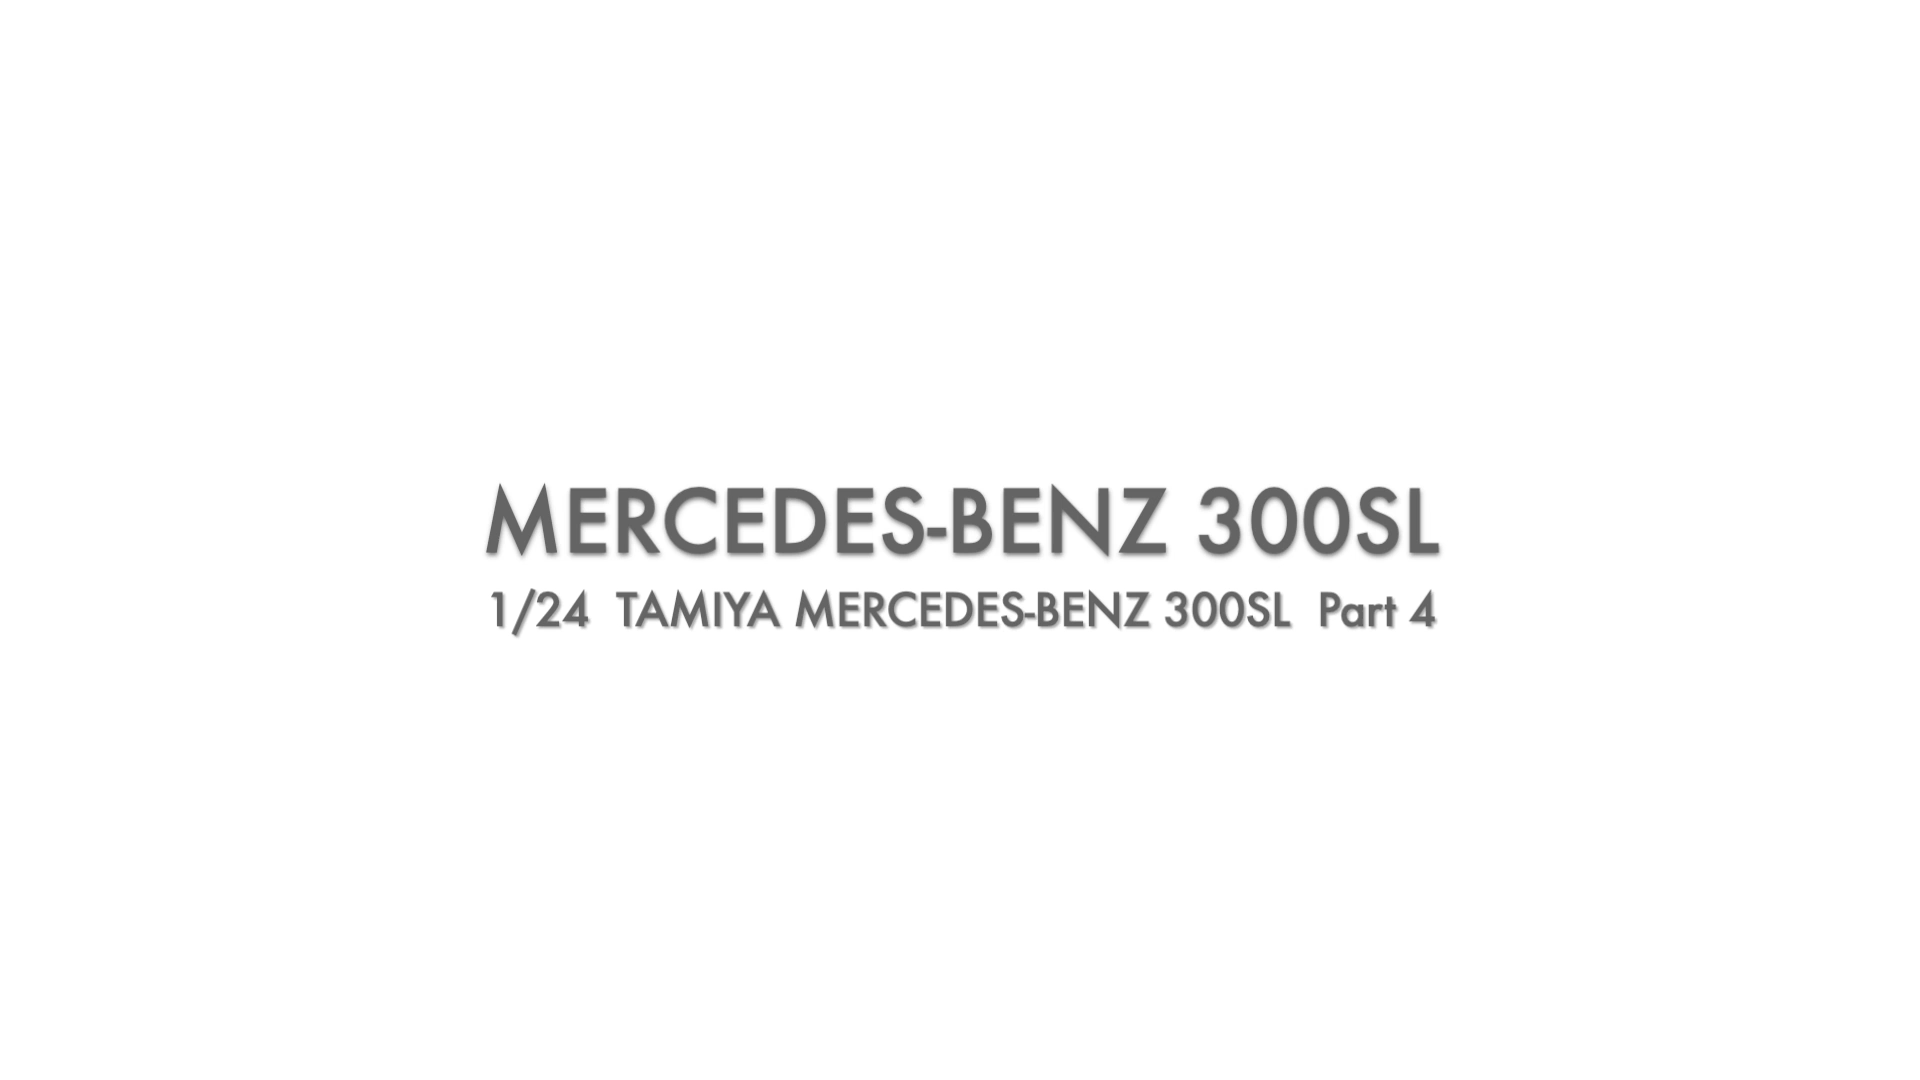 MERCEDES-BENZ 300SL
1/24 TAMIYA MERCEDES-BENZ 300SL Part 4